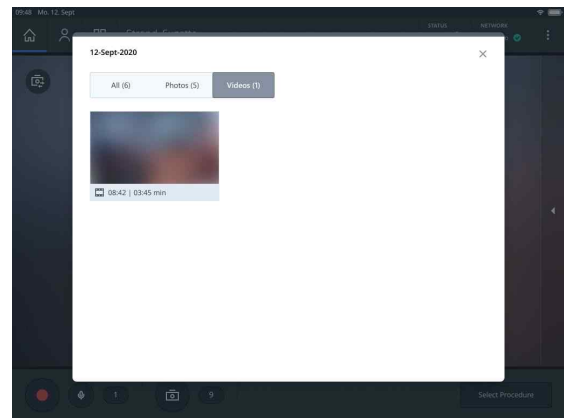 09:48 Mo. 12. Sept
STATUS
NETWORK
12-Sept-2020
All (6)
Photos (5)
Videos (1)
08:42 | 03:45 min
1
9
Select Procedure